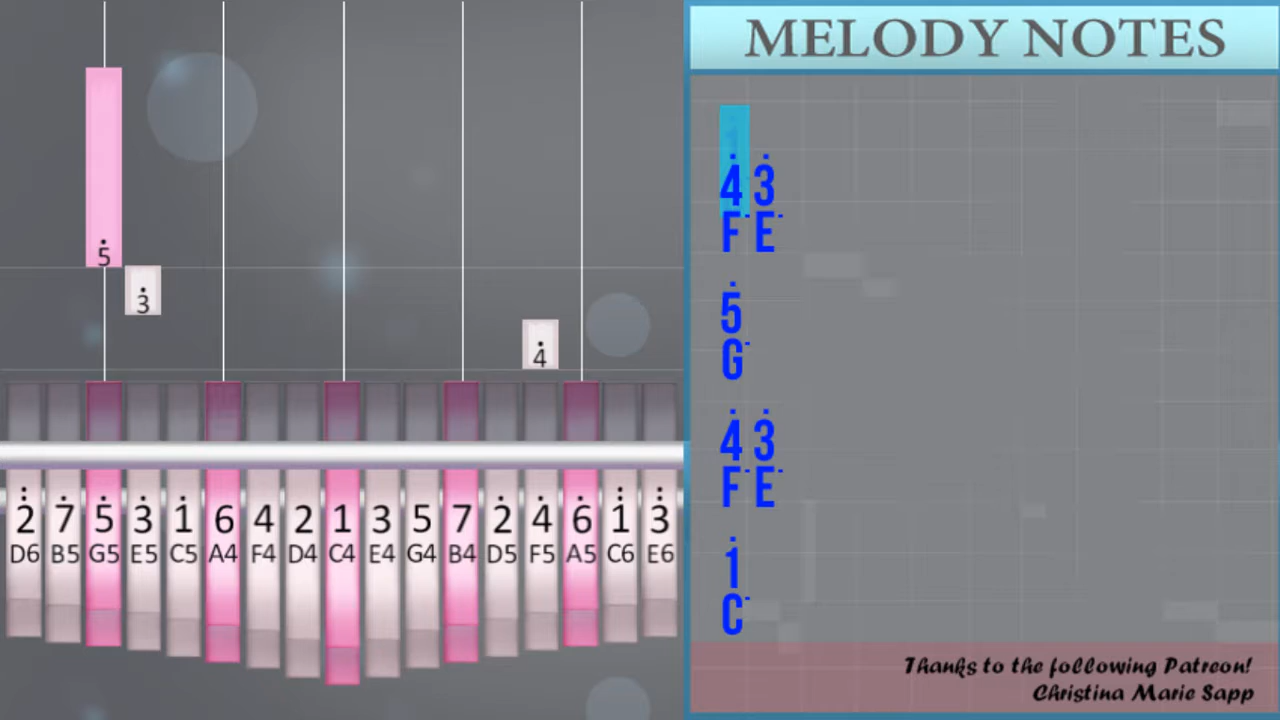 MELODY NOTES
4̇ 3̇
F˙ E˙
5̇
G˙
4̇ 3̇
F˙ E˙
1̇
C˙
5̇
3̇
4̇
2̈ 7̇ 5̇ 3̇ 1̇ 6 4 2 1 3 5 7 2̇ 4̇ 6̇ 1̈ 3̈
D6 B5 G5 E5 C5 A4 F4 D4 C4 E4 G4 B4 D5 F5 A5 C6 E6
Thanks to the following Patreon!
Christina Marie Sapp